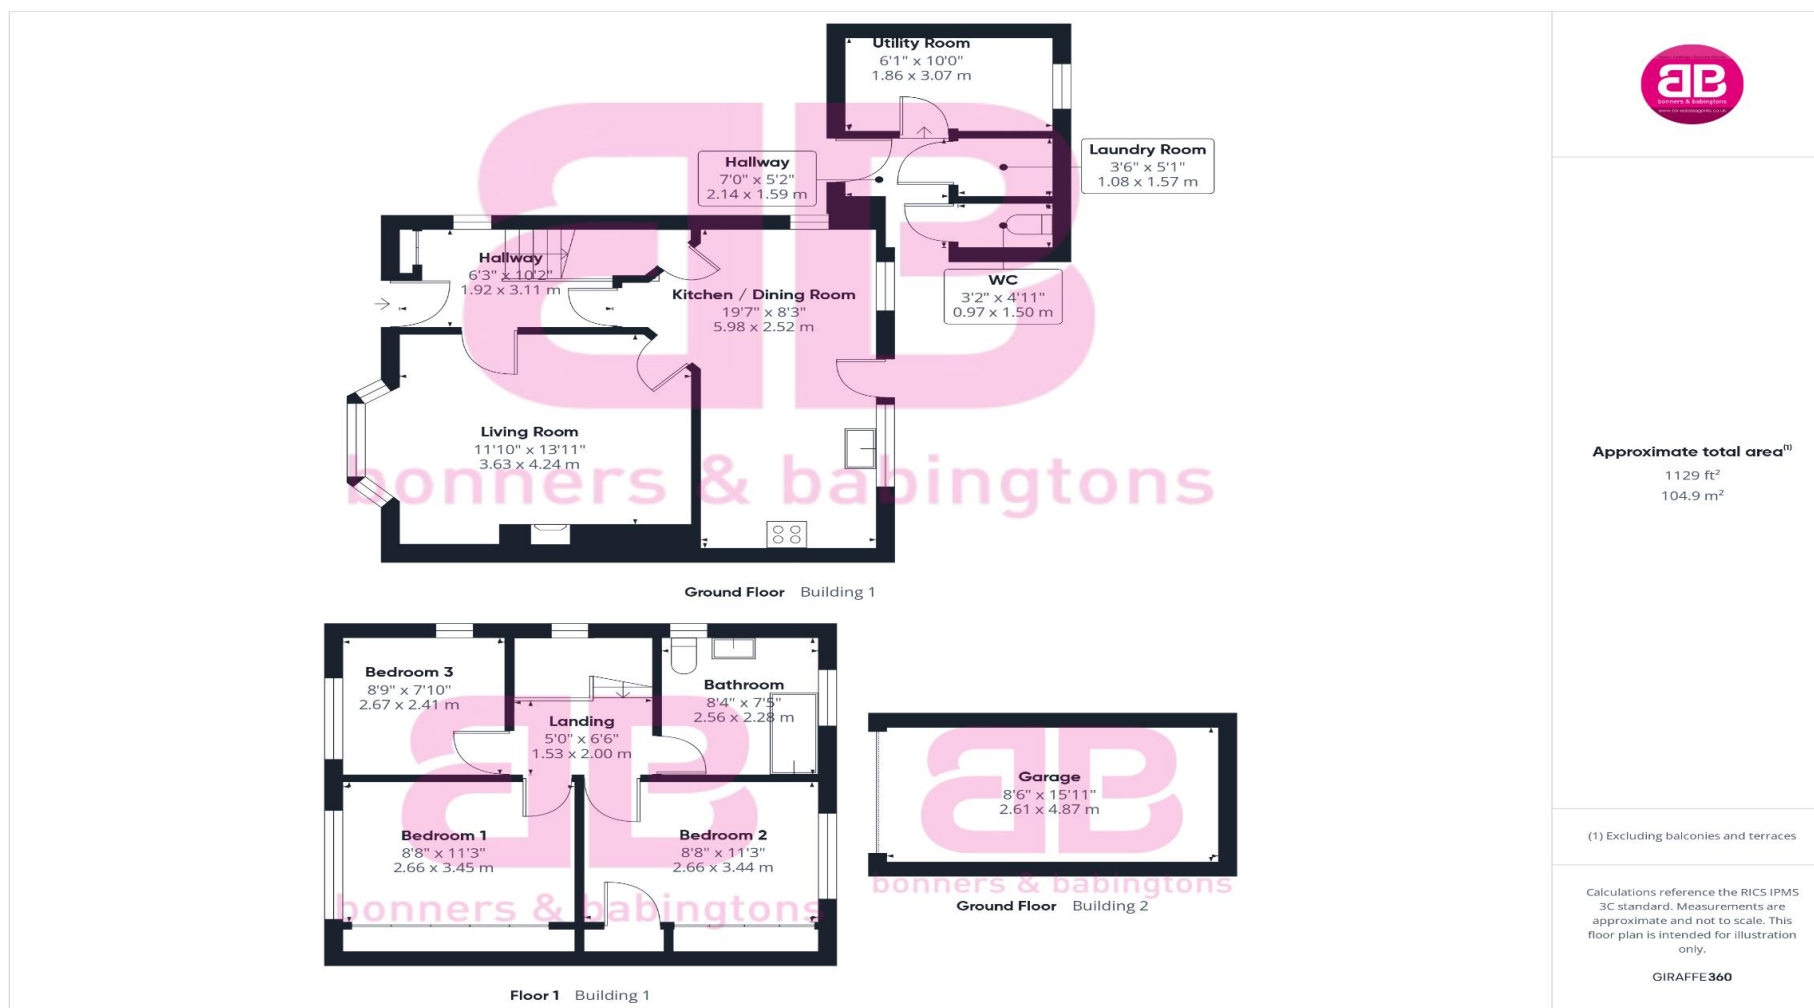 Utility Room
6'1" x 10'0"
1.86 x 3.07 m
Hallway
7'0" x 5'2"
2.14 x 1.59 m
Laundry Room
3'6" x 5'1"
1.08 x 1.57 m
Hallway
6'3" x 10'2"
1.92 x 3.11 m
Kitchen / Dining Room
19'7" x 8'3"
5.98 x 2.52 m
WC
3'2" x 4'11"
0.97 x 1.50 m
Living Room
11'10" x 13'11"
3.63 x 4.24 m
bonners & babingtons
Ground Floor Building 1
Bedroom 3
8'9" x 7'10"
2.67 x 2.41 m
Landing
5'0" x 6'6"
1.53 x 2.00 m
Bathroom
8'4" x 7'5"
2.56 x 2.28 m
Bedroom 1
8'8" x 11'3"
2.66 x 3.45 m
Bedroom 2
8'8" x 11'3"
2.66 x 3.44 m
bonners & babingtons
Floor 1 Building 1
Garage
8'6" x 15'11"
2.61 x 4.87 m
bonners & babingtons
Ground Floor Building 2
BB
bonners & babingtons
Approximate total area(1)
1129 ft²
104.9 m²
(1) Excluding balconies and terraces
Calculations reference the RICS IPMS
3C standard. Measurements are
approximate and not to scale. This
floor plan is intended for illustration
only.
GIRAFFE360